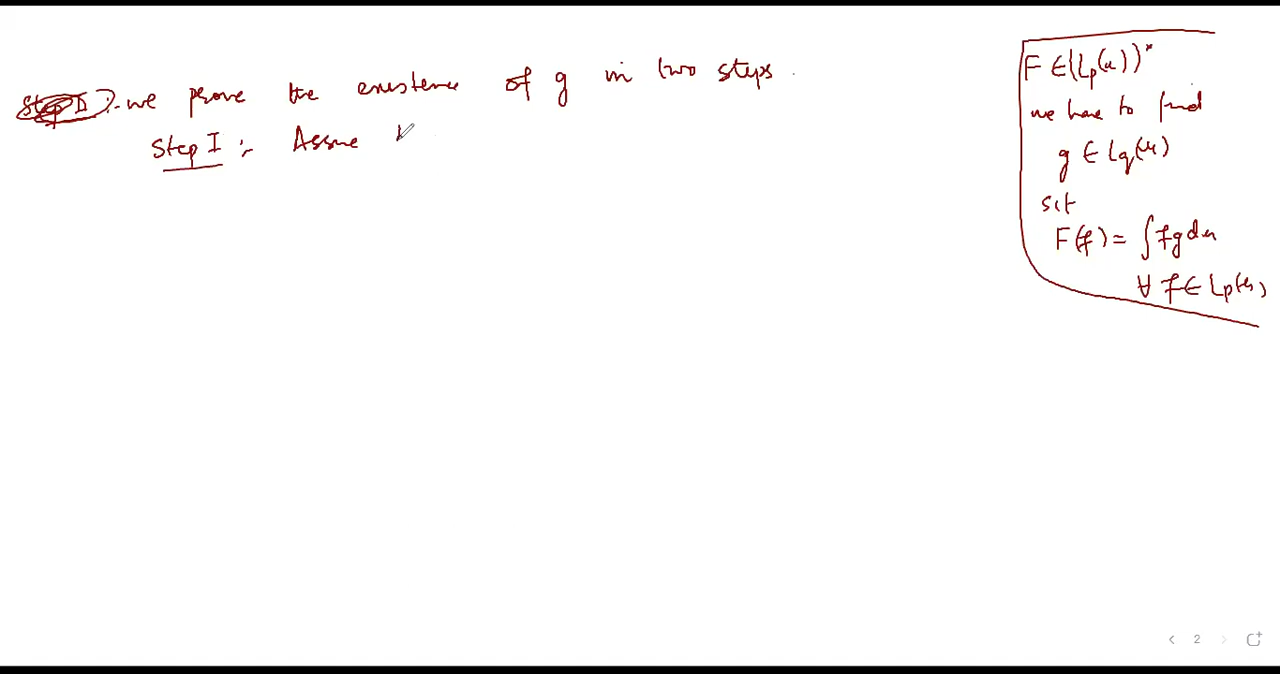 :- we prove the existence of g in two steps.
Step I :- Assume
F ∈ (Lp(μ))*
we have to find
g ∈ Lq(μ)
s.t
F(f) = ∫ fg dμ
∀ f ∈ Lp(μ)
2